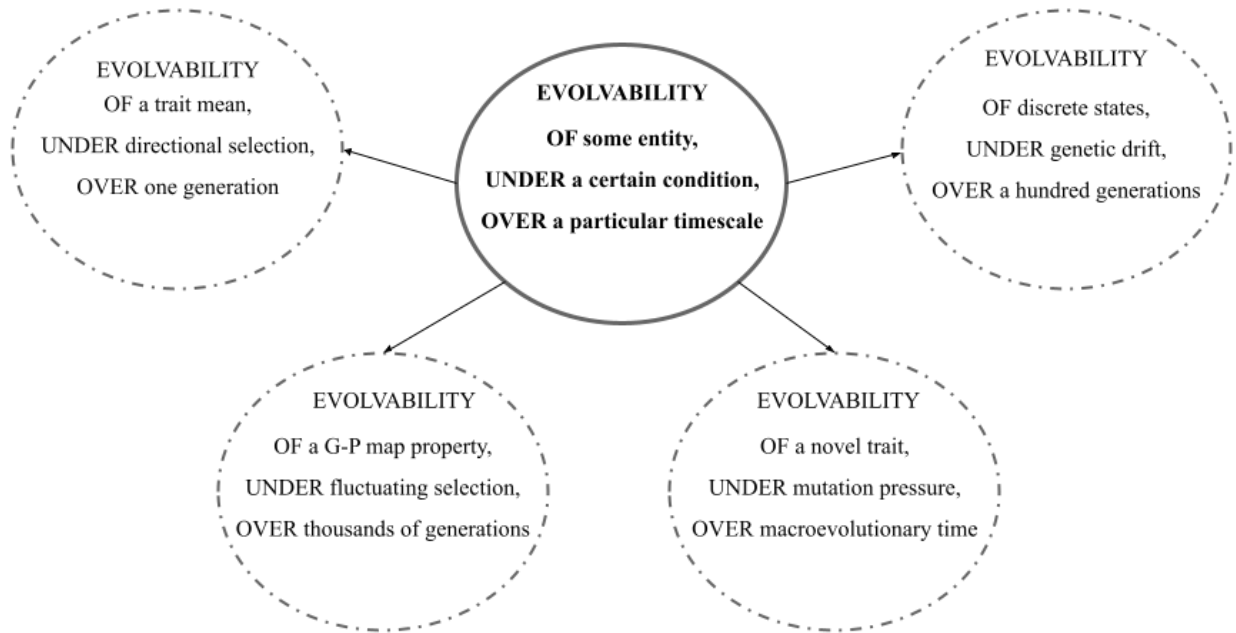 EVOLVABILITY
OF a trait mean,
UNDER directional selection,
OVER one generation
EVOLVABILITY
OF some entity,
UNDER a certain condition,
OVER a particular timescale
EVOLVABILITY
OF discrete states,
UNDER genetic drift,
OVER a hundred generations
EVOLVABILITY
OF a G-P map property,
UNDER fluctuating selection,
OVER thousands of generations
EVOLVABILITY
OF a novel trait,
UNDER mutation pressure,
OVER macroevolutionary time